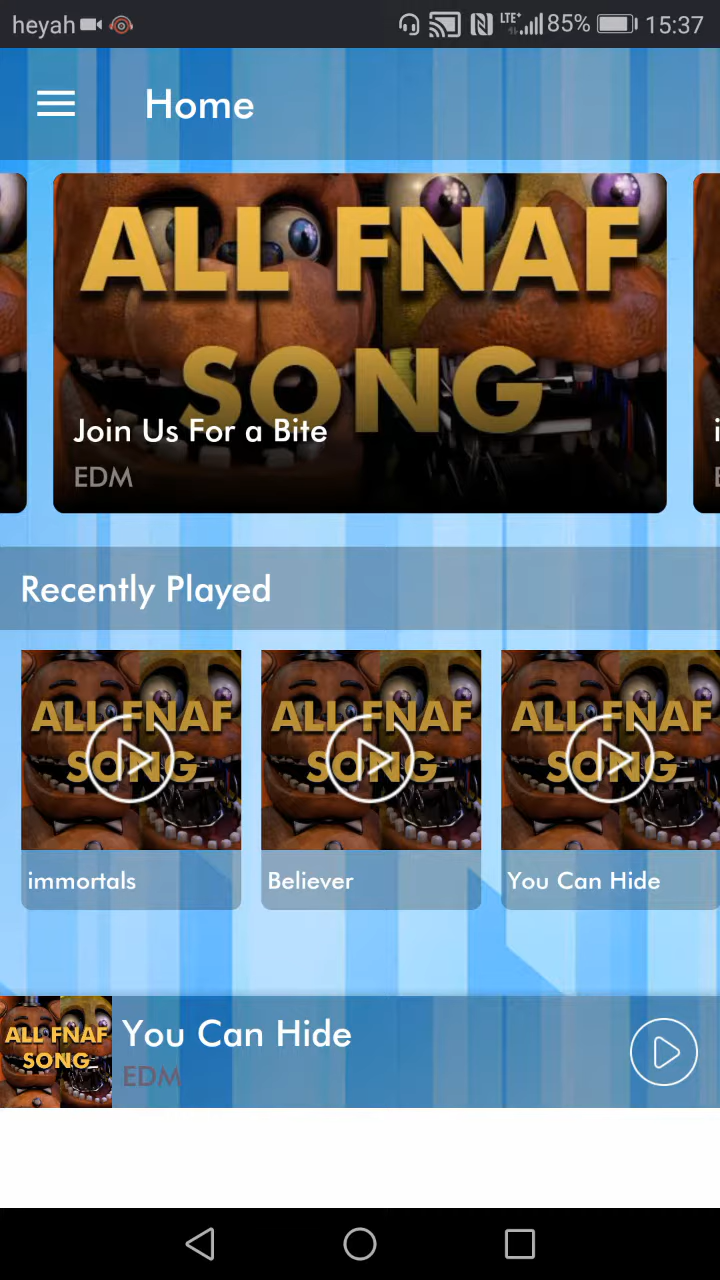 heyah LTE+ 85% 15:37
Home
ALL FNAF
SONG
Join Us For a Bite
EDM
i
E
Recently Played
ALL FNAF
SONG
immortals
ALL FNAF
SONG
Believer
ALL FNAF
SONG
You Can Hide
ALL FNAF
SONG
You Can Hide
EDM